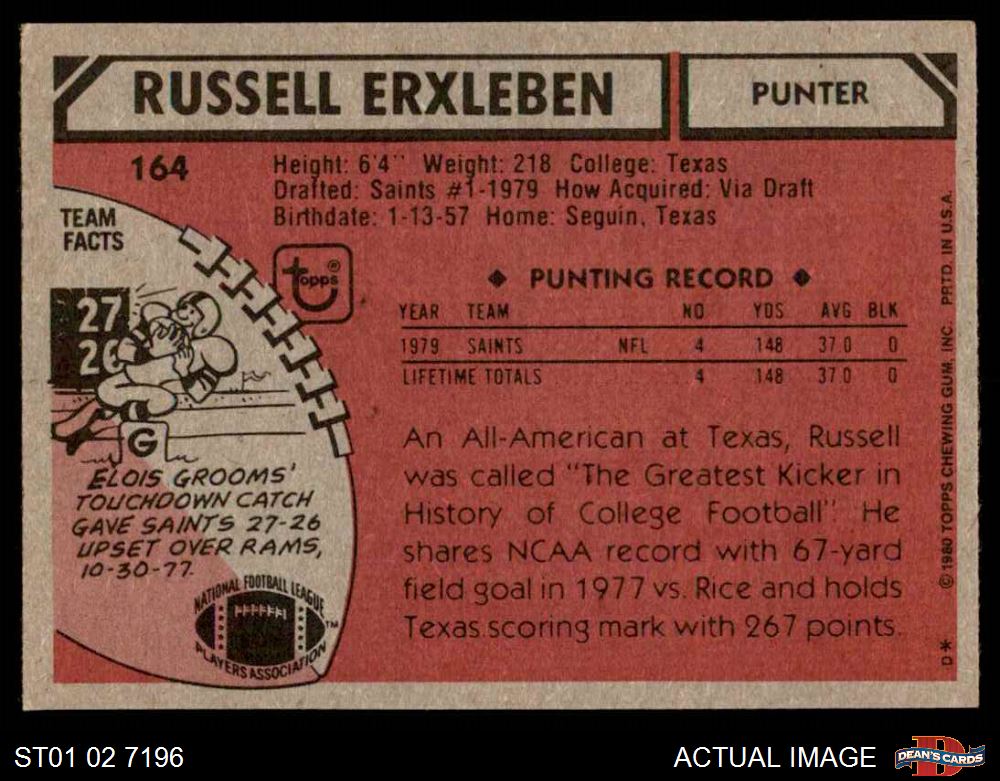 RUSSELL ERXLEBEN
PUNTER
164
Height: 6'4" Weight: 218 College: Texas
Drafted: Saints #1-1979 How Acquired: Via Draft
Birthdate: 1-13-57 Home: Seguin, Texas
TEAM
FACTS
topps®
27
26
G
ELOIS GROOMS'
TOUCHDOWN CATCH
GAVE SAINTS 27-26
UPSET OVER RAMS,
10-30-77.
NATIONAL FOOTBALL LEAGUE
PLAYERS ASSOCIATION
TM
◆ PUNTING RECORD ◆
YEAR TEAM NO YDS AVG BLK
1979 SAINTS NFL 4 148 37.0 0
LIFETIME TOTALS 4 148 37.0 0
An All-American at Texas, Russell
was called "The Greatest Kicker in
History of College Football". He
shares NCAA record with 67-yard
field goal in 1977 vs. Rice and holds
Texas scoring mark with 267 points.
© 1980 TOPPS CHEWING GUM, INC. PRTD. IN U.S.A.
D*
ST01 02 7196
ACTUAL IMAGE
D
DEAN'S CARDS